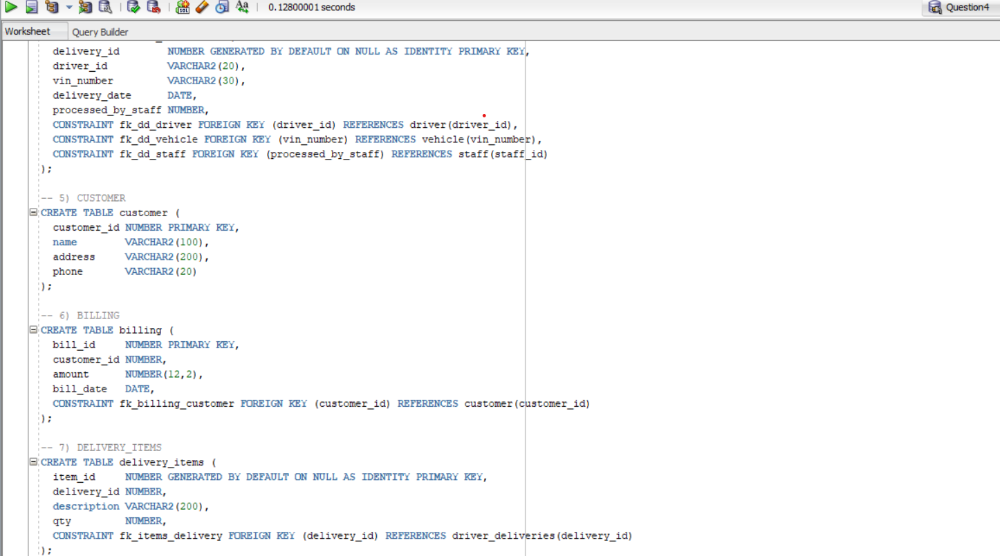 0.12800001 seconds
Question4
Worksheet Query Builder
delivery_id NUMBER GENERATED BY DEFAULT ON NULL AS IDENTITY PRIMARY KEY,
driver_id VARCHAR2(20),
vin_number VARCHAR2(30),
delivery_date DATE,
processed_by_staff NUMBER,
CONSTRAINT fk_dd_driver FOREIGN KEY (driver_id) REFERENCES driver(driver_id),
CONSTRAINT fk_dd_vehicle FOREIGN KEY (vin_number) REFERENCES vehicle(vin_number),
CONSTRAINT fk_dd_staff FOREIGN KEY (processed_by_staff) REFERENCES staff(staff_id)
);
-- 5) CUSTOMER
CREATE TABLE customer (
customer_id NUMBER PRIMARY KEY,
name VARCHAR2(100),
address VARCHAR2(200),
phone VARCHAR2(20)
);
-- 6) BILLING
CREATE TABLE billing (
bill_id NUMBER PRIMARY KEY,
customer_id NUMBER,
amount NUMBER(12,2),
bill_date DATE,
CONSTRAINT fk_billing_customer FOREIGN KEY (customer_id) REFERENCES customer(customer_id)
);
-- 7) DELIVERY_ITEMS
CREATE TABLE delivery_items (
item_id NUMBER GENERATED BY DEFAULT ON NULL AS IDENTITY PRIMARY KEY,
delivery_id NUMBER,
description VARCHAR2(200),
qty NUMBER,
CONSTRAINT fk_items_delivery FOREIGN KEY (delivery_id) REFERENCES driver_deliveries(delivery_id)
);